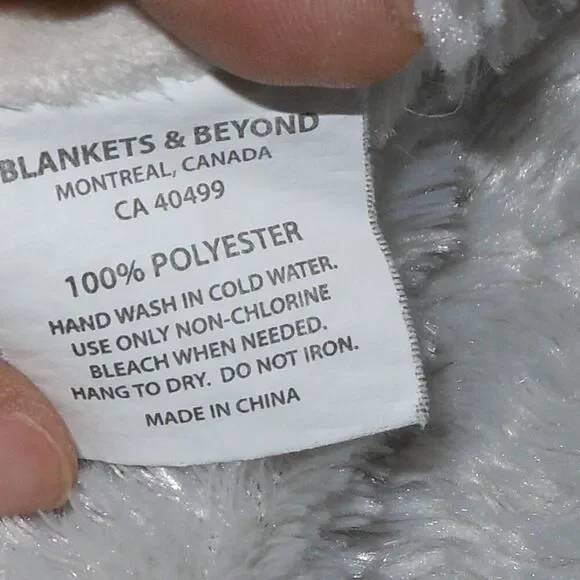 BLANKETS & BEYOND
MONTREAL, CANADA
CA 40499
100% POLYESTER
HAND WASH IN COLD WATER.
USE ONLY NON-CHLORINE
BLEACH WHEN NEEDED.
HANG TO DRY. DO NOT IRON.
MADE IN CHINA